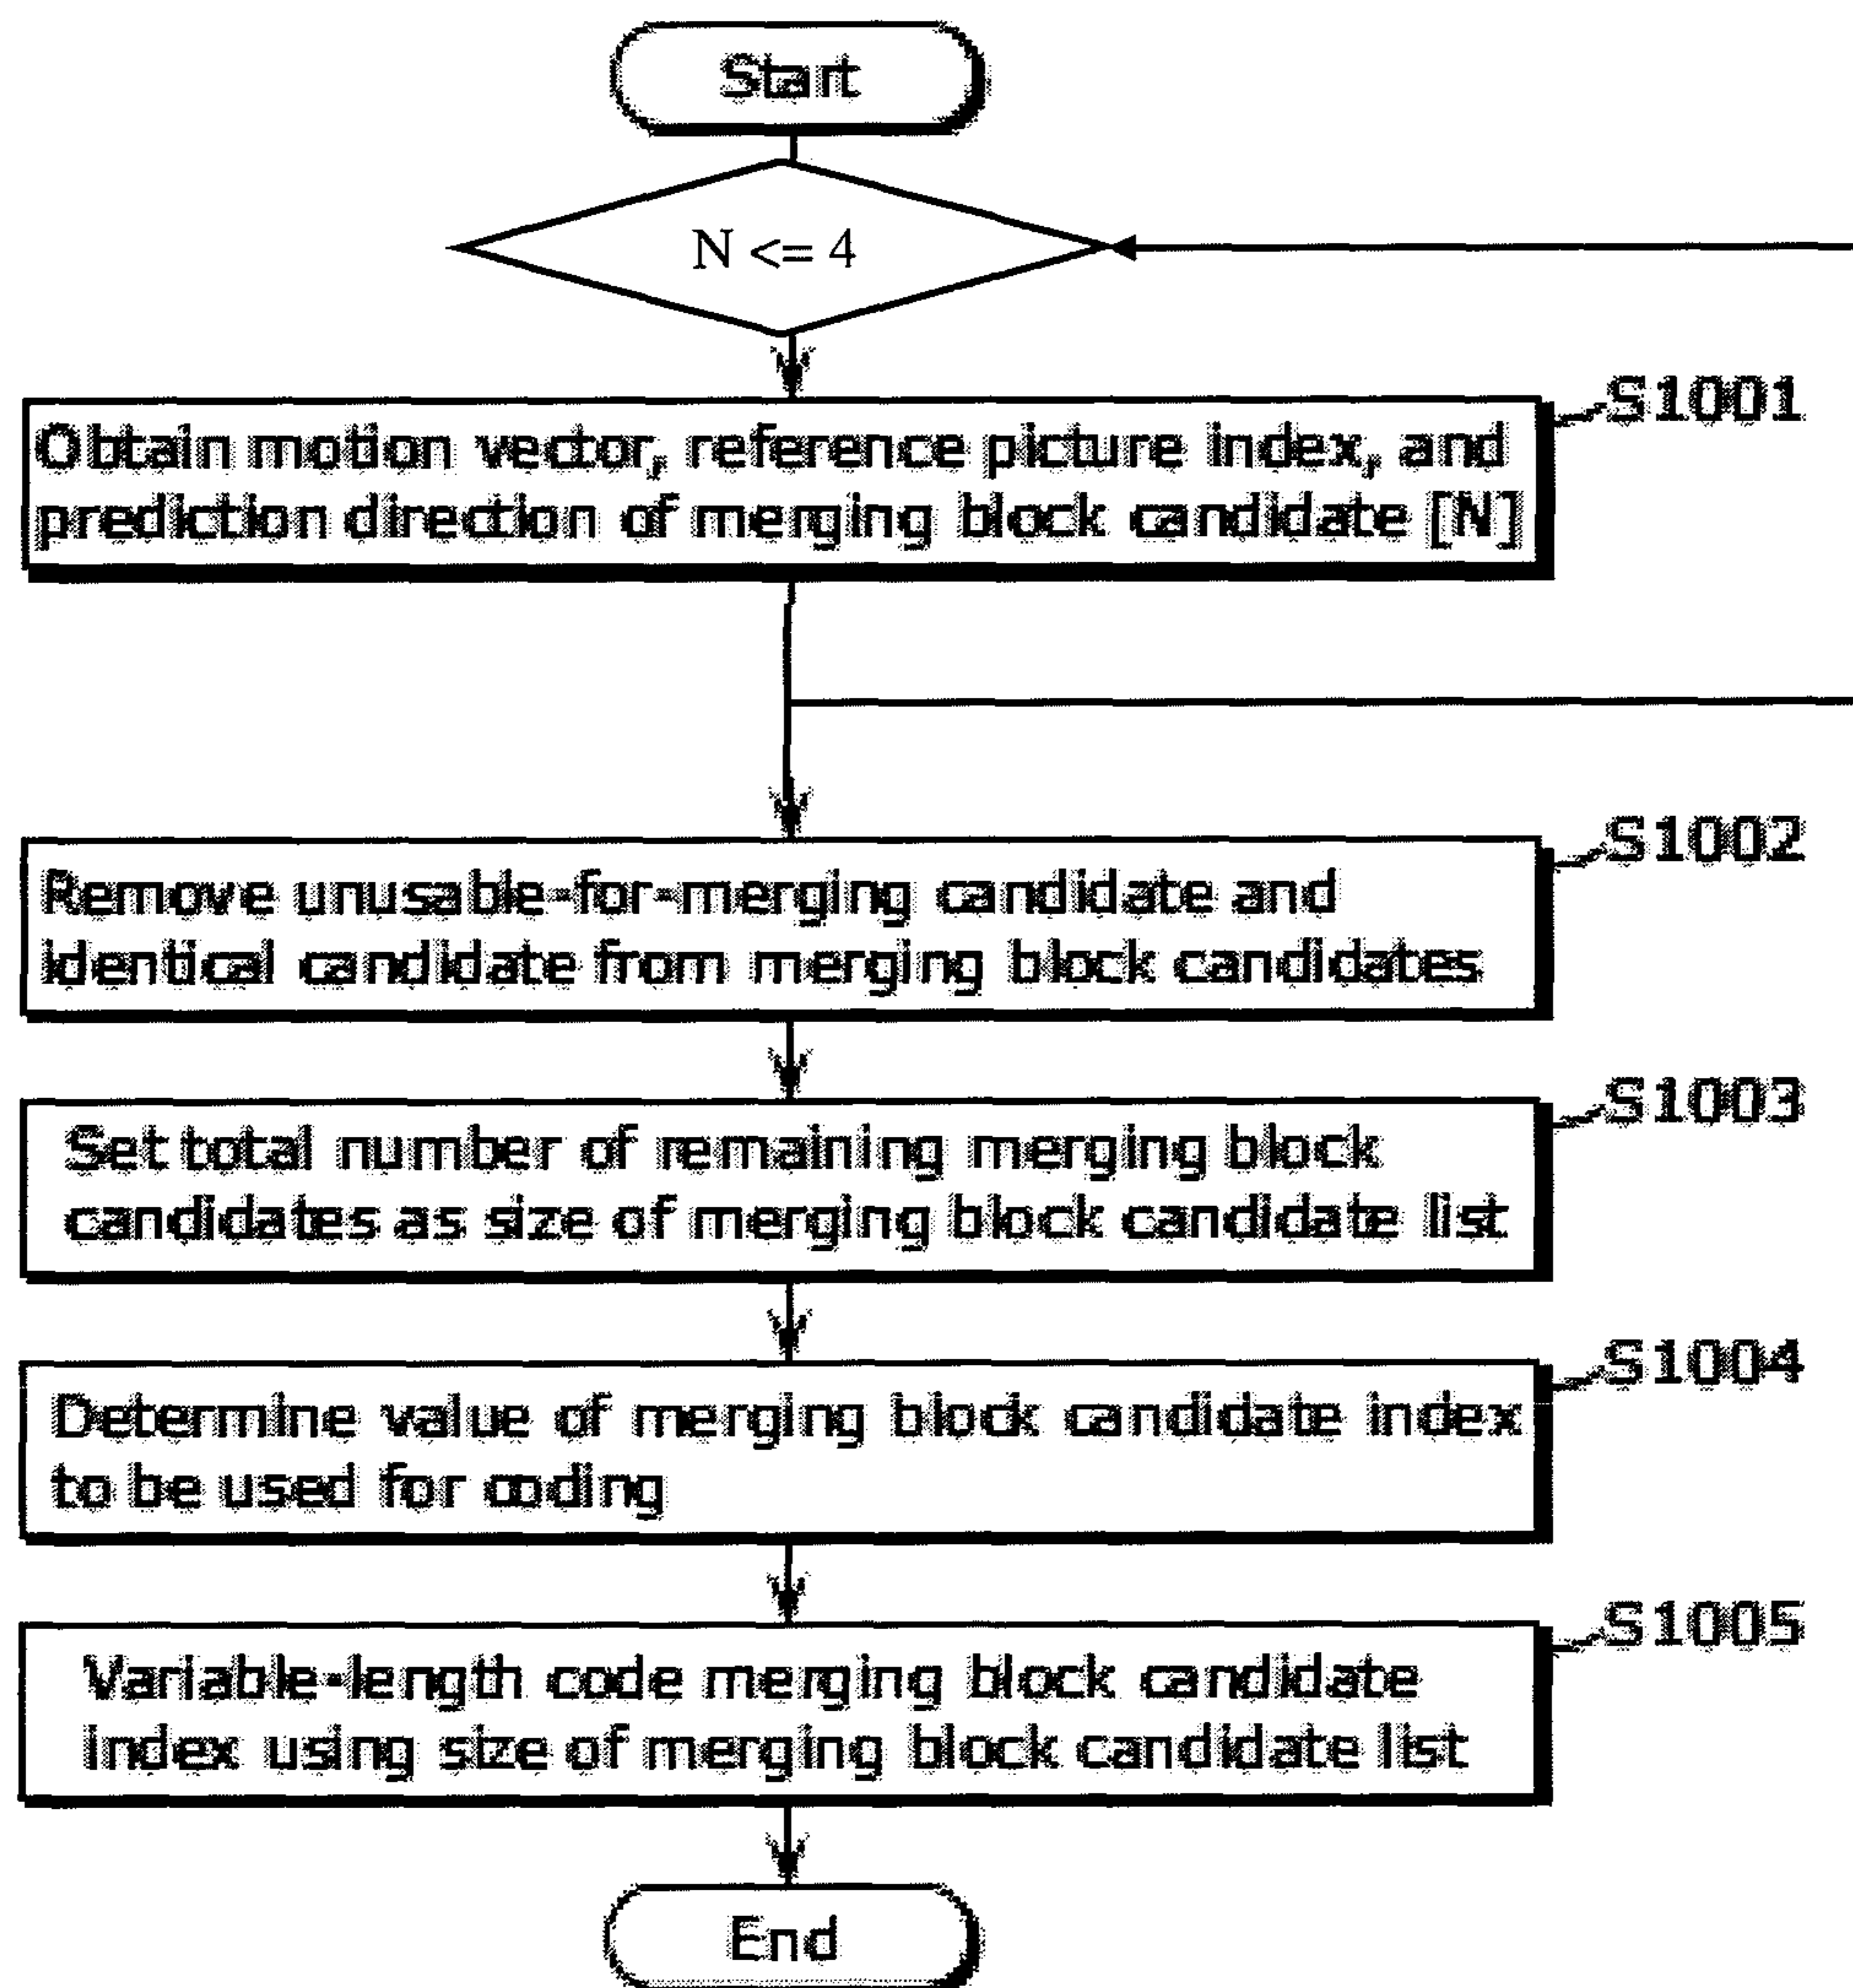 Start
N <= 4
S1001
Obtain motion vector, reference picture index, and
prediction direction of merging block candidate [N]
S1002
Remove unusable-for-merging candidate and
identical candidate from merging block candidates
S1003
Set total number of remaining merging block
candidates as size of merging block candidate list
S1004
Determine value of merging block candidate index
to be used for coding
S1005
Variable-length code merging block candidate
index using size of merging block candidate list
End